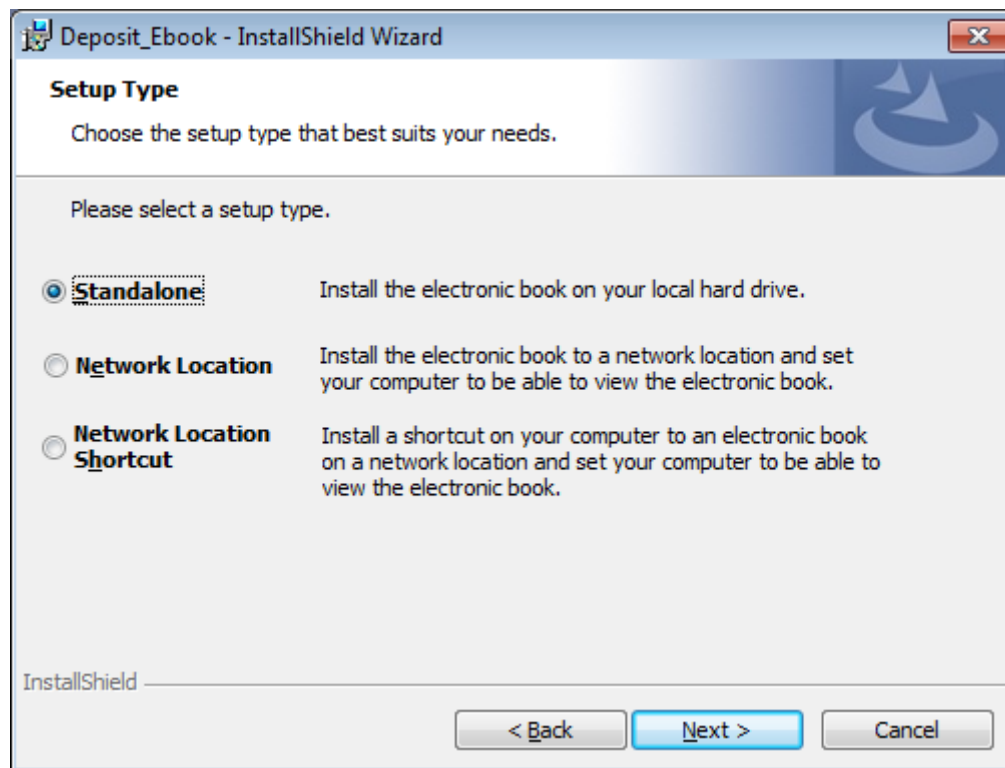 Deposit_Ebook - InstallShield Wizard
Setup Type
Choose the setup type that best suits your needs.
Please select a setup type.
Standalone
Install the electronic book on your local hard drive.
Network Location
Install the electronic book to a network location and set
your computer to be able to view the electronic book.
Network Location
Shortcut
Install a shortcut on your computer to an electronic book
on a network location and set your computer to be able to
view the electronic book.
InstallShield
< Back
Next >
Cancel